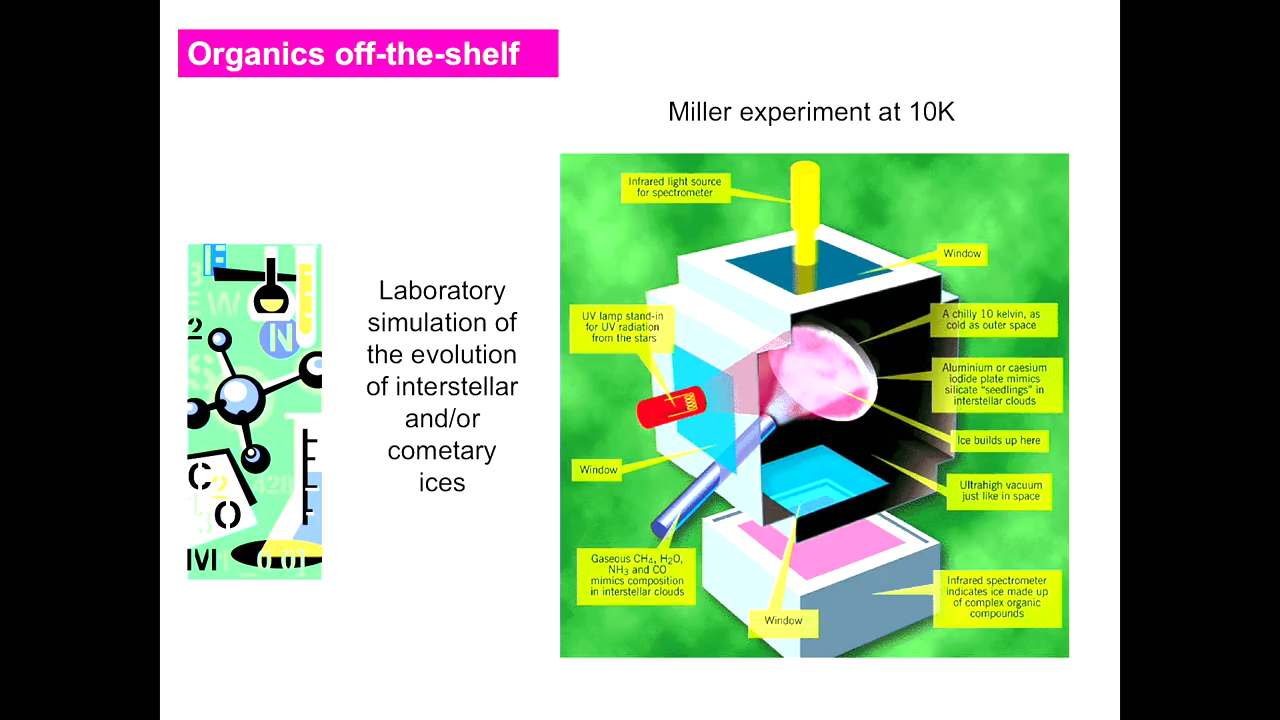 Organics off-the-shelf
Miller experiment at 10K
Laboratory
simulation of
the evolution
of interstellar
and/or
cometary
ices
Infrared light source
for spectrometer
Window
UV lamp stand-in
for UV radiation
from the stars
A chilly 10 kelvin, as
cold as outer space
Aluminium or caesium
iodide plate mimics
silicate “seedlings” in
interstellar clouds
Ice builds up here
Window
Ultrahigh vacuum
just like in space
Gaseous CH₄, H₂O,
NH₃ and CO
mimics composition
in interstellar clouds
Window
Infrared spectrometer
indicates ice made up
of complex organic
compounds
N
C
2
O